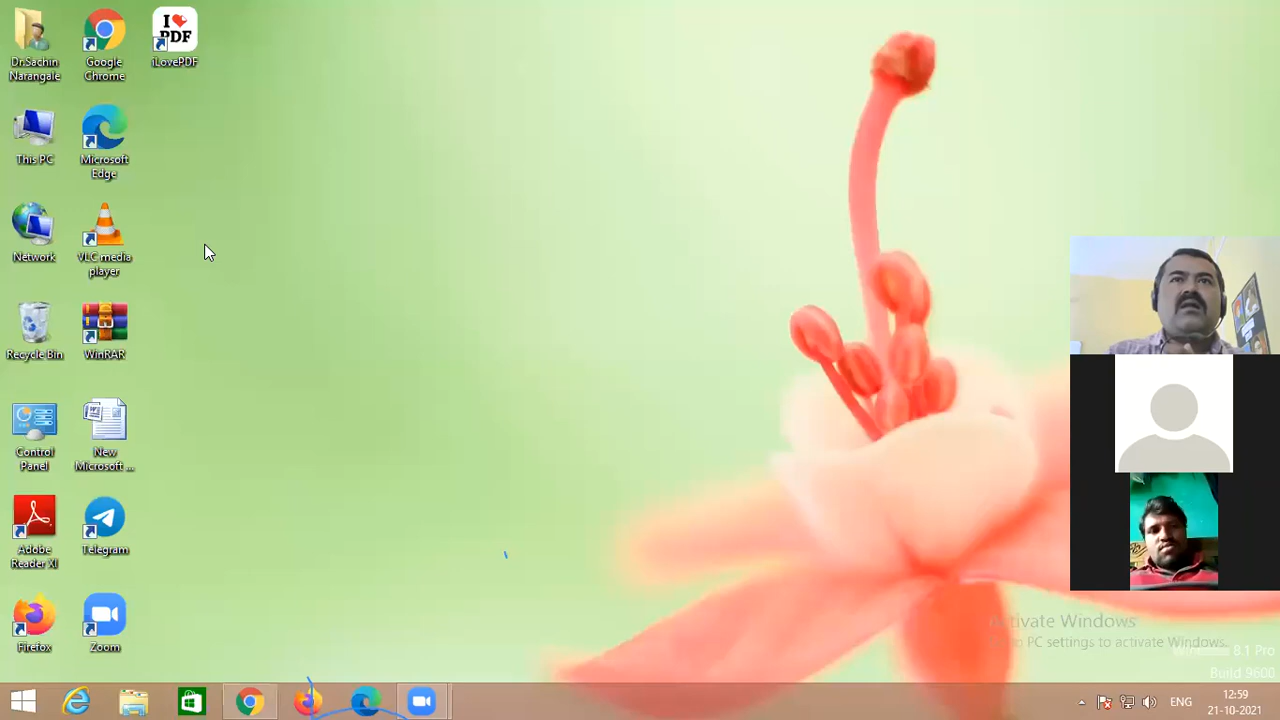 Dr.Sachin
Narangale
Google
Chrome
I
PDF
iLovePDF
This PC
Microsoft
Edge
Network
VLC media
player
Recycle Bin
WinRAR
Control
Panel
New
Microsoft ...
Adobe
Reader XI
Telegram
Firefox
Zoom
Activate Windows
PC settings to activate Windows.
Windows 8.1 Pro
Build 9600
ENG
12:59
21-10-2021